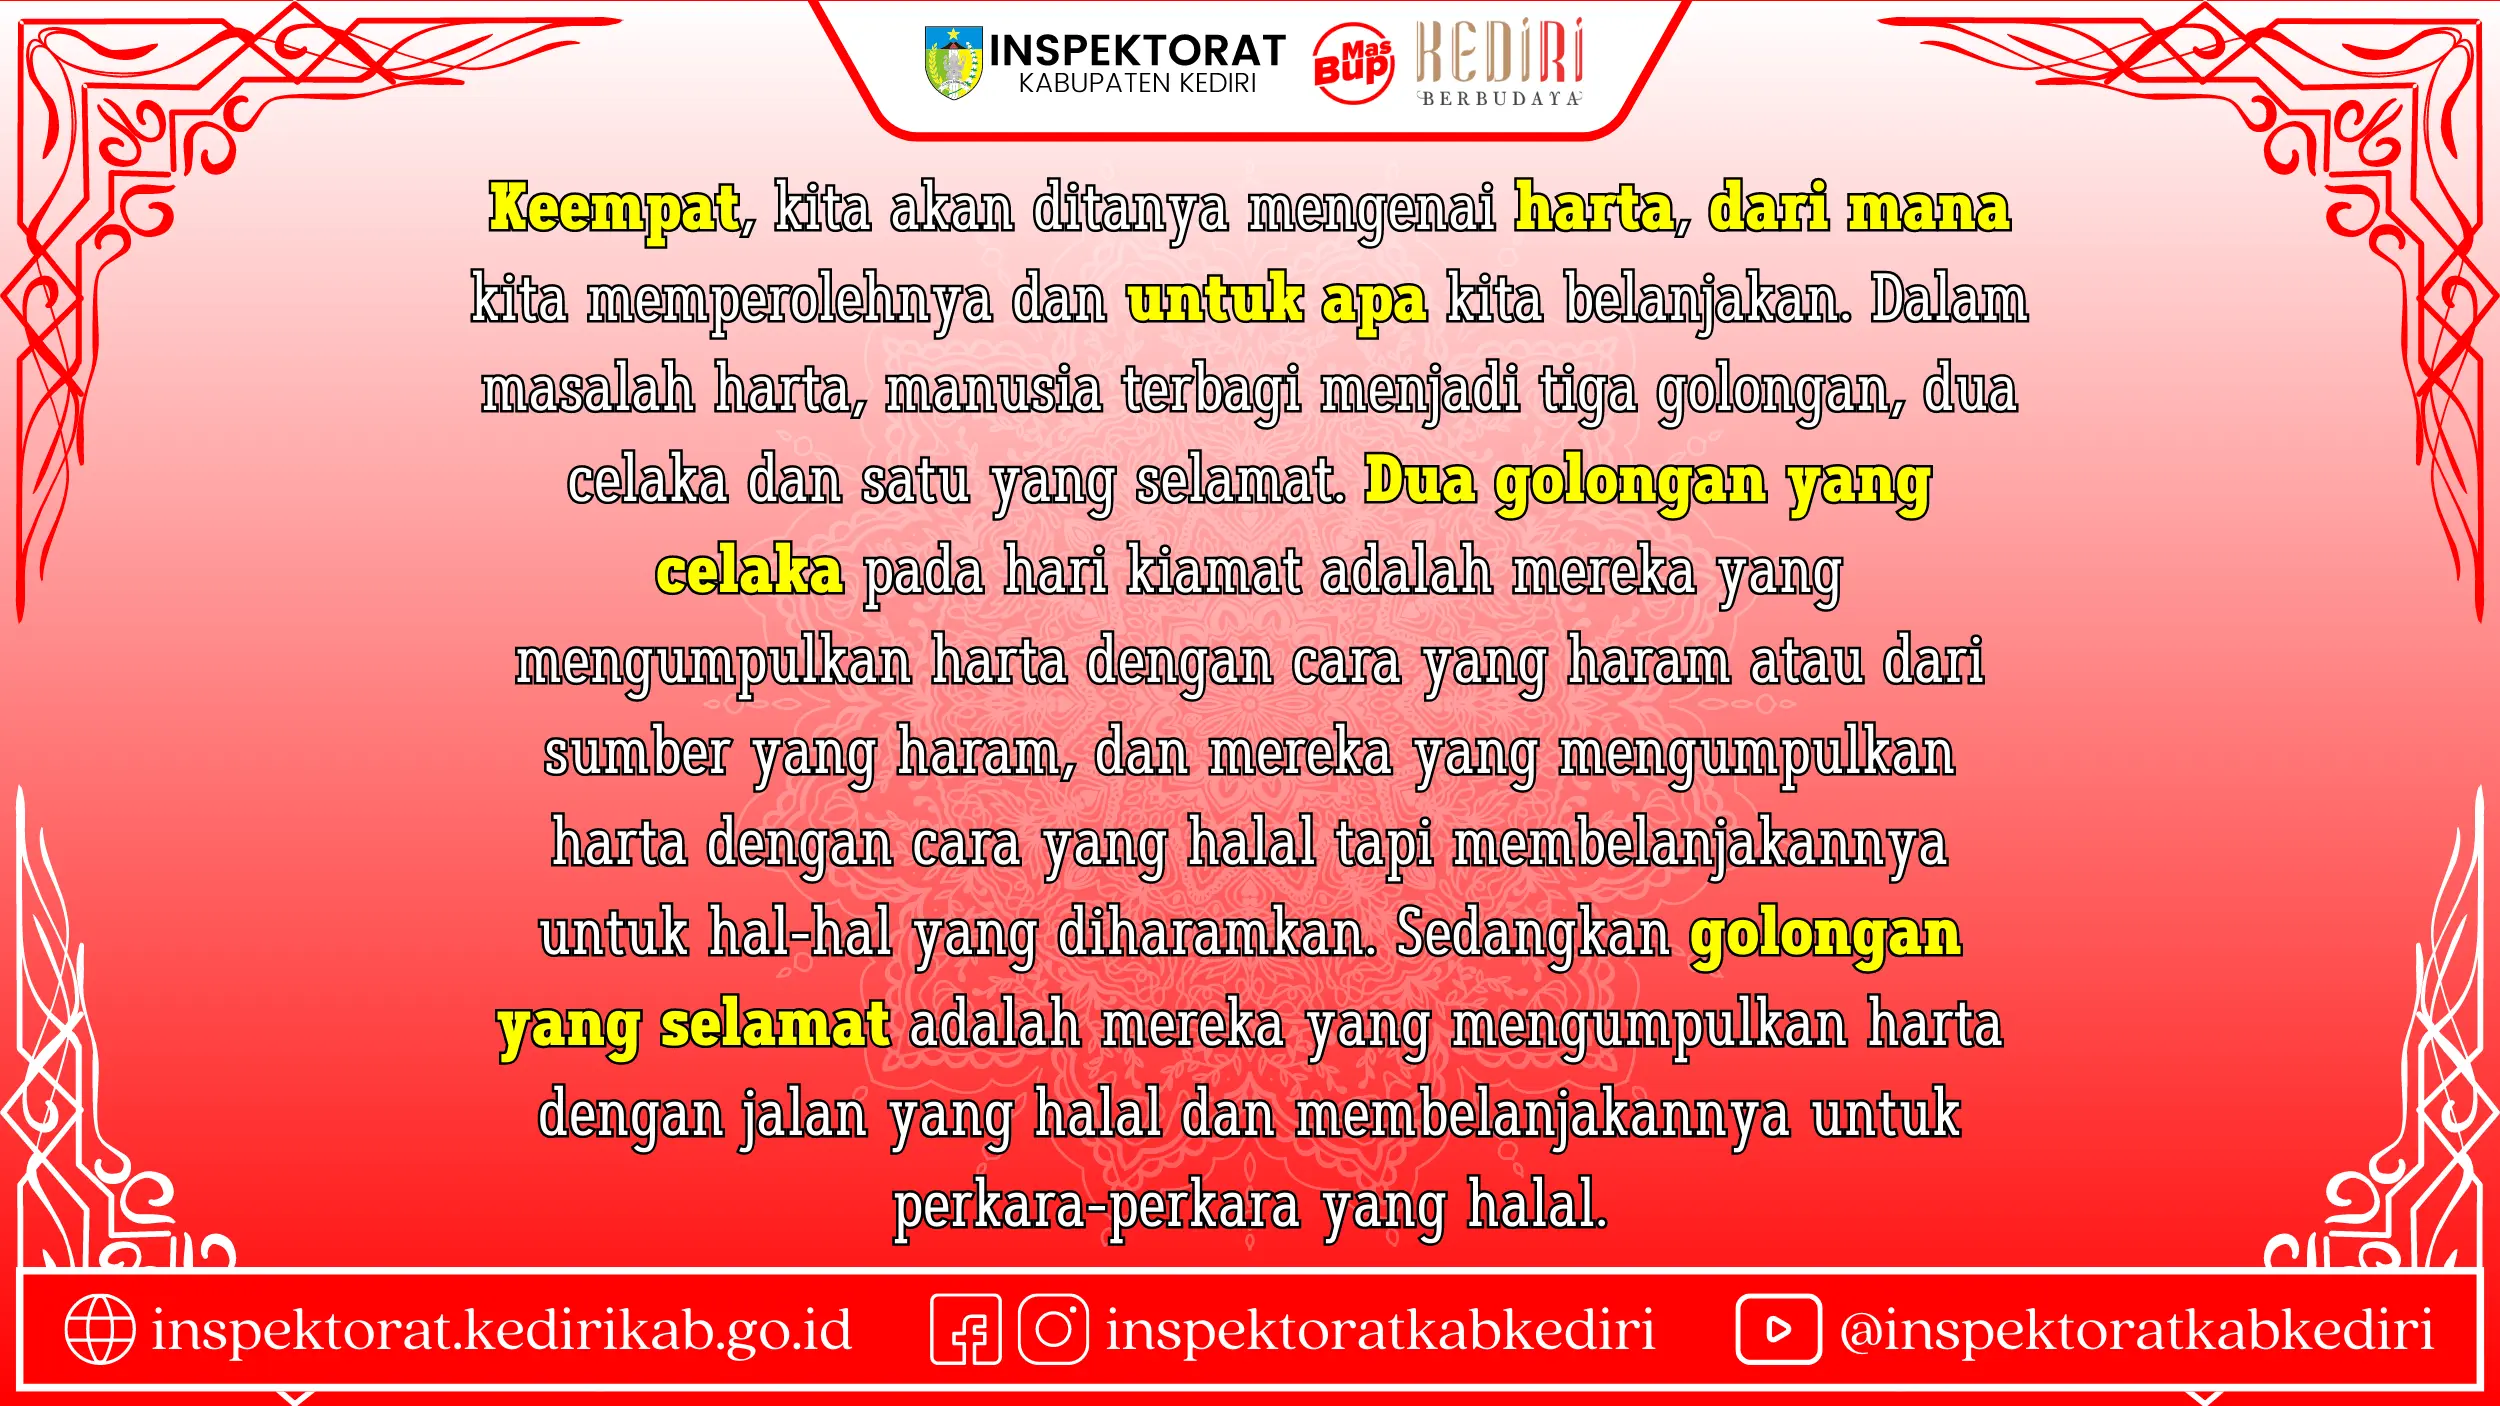 INSPEKTORAT
KABUPATEN KEDIRI
Mas
Bup
KEDIRI
BERBUDAYA
Keempat, kita akan ditanya mengenai harta, dari mana
kita memperolehnya dan untuk apa kita belanjakan. Dalam
masalah harta, manusia terbagi menjadi tiga golongan, dua
celaka dan satu yang selamat. Dua golongan yang
celaka pada hari kiamat adalah mereka yang
mengumpulkan harta dengan cara yang haram atau dari
sumber yang haram, dan mereka yang mengumpulkan
harta dengan cara yang halal tapi membelanjakannya
untuk hal-hal yang diharamkan. Sedangkan golongan
yang selamat adalah mereka yang mengumpulkan harta
dengan jalan yang halal dan membelanjakannya untuk
perkara-perkara yang halal.
inspektorat.kedirikab.go.id
inspektoratkabkediri
@inspektoratkabkediri